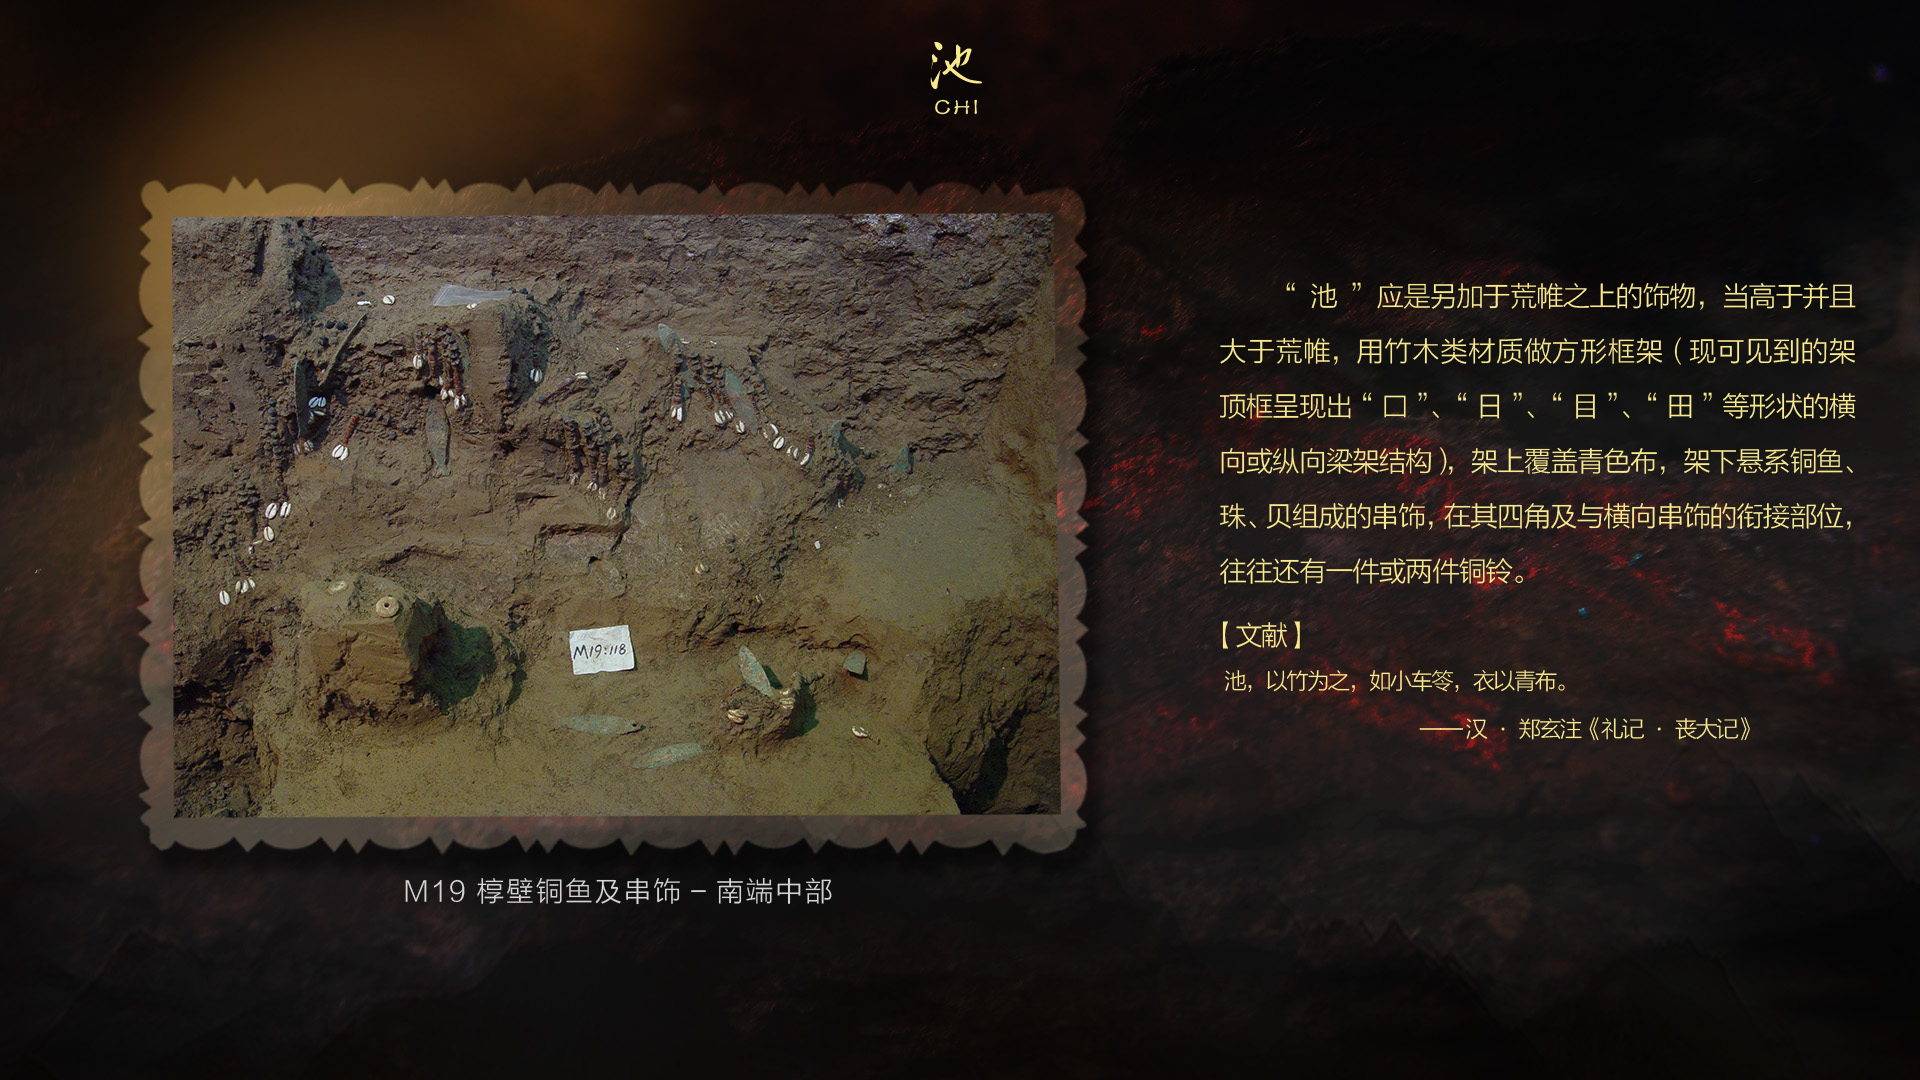 池
CHI
“池”应是另加于荒帷之上的饰物，当高于并且
大于荒帷，用竹木类材质做方形框架（现可见到的架
顶框呈现出“口”、“日”、“目”、“田”等形状的横
向或纵向梁架结构），架上覆盖青色布，架下悬系铜鱼、
珠、贝组成的串饰，在其四角及与横向串饰的衔接部位，
往往还有一件或两件铜铃。
【文献】
池，以竹为之，如小车笭，衣以青布。
——汉 · 郑玄注《礼记 · 丧大记》
M19:118
M19 椁壁铜鱼及串饰 – 南端中部